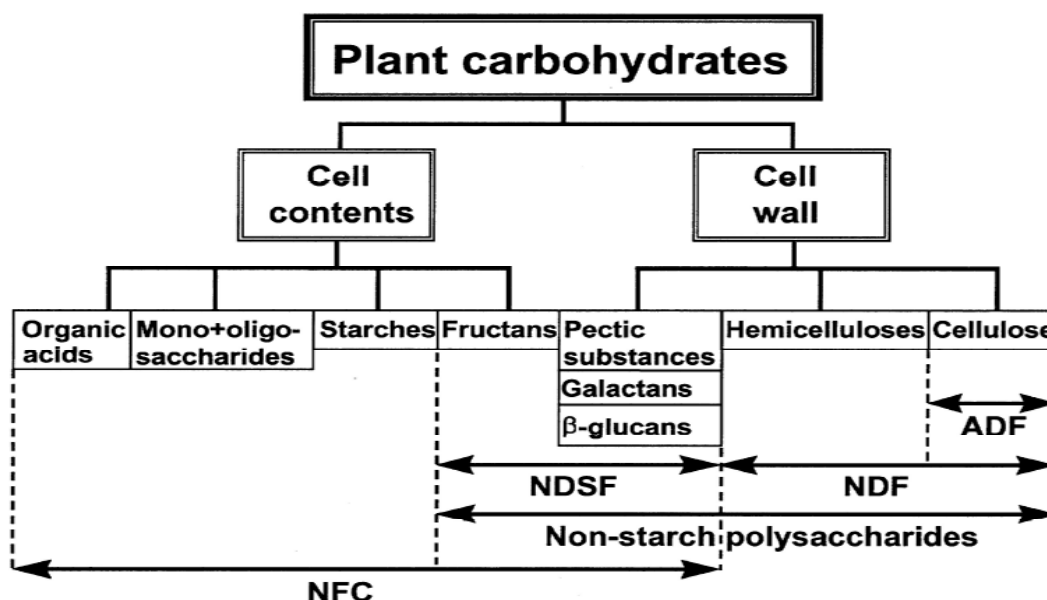 Plant carbohydrates
Cell
contents
Cell
wall
Organic
acids
Mono+oligo-
saccharides
Starches
Fructans
Pectic
substances
Galactans
β-glucans
Hemicelluloses
Cellulose
ADF
NDSF
NDF
Non-starch polysaccharides
NFC